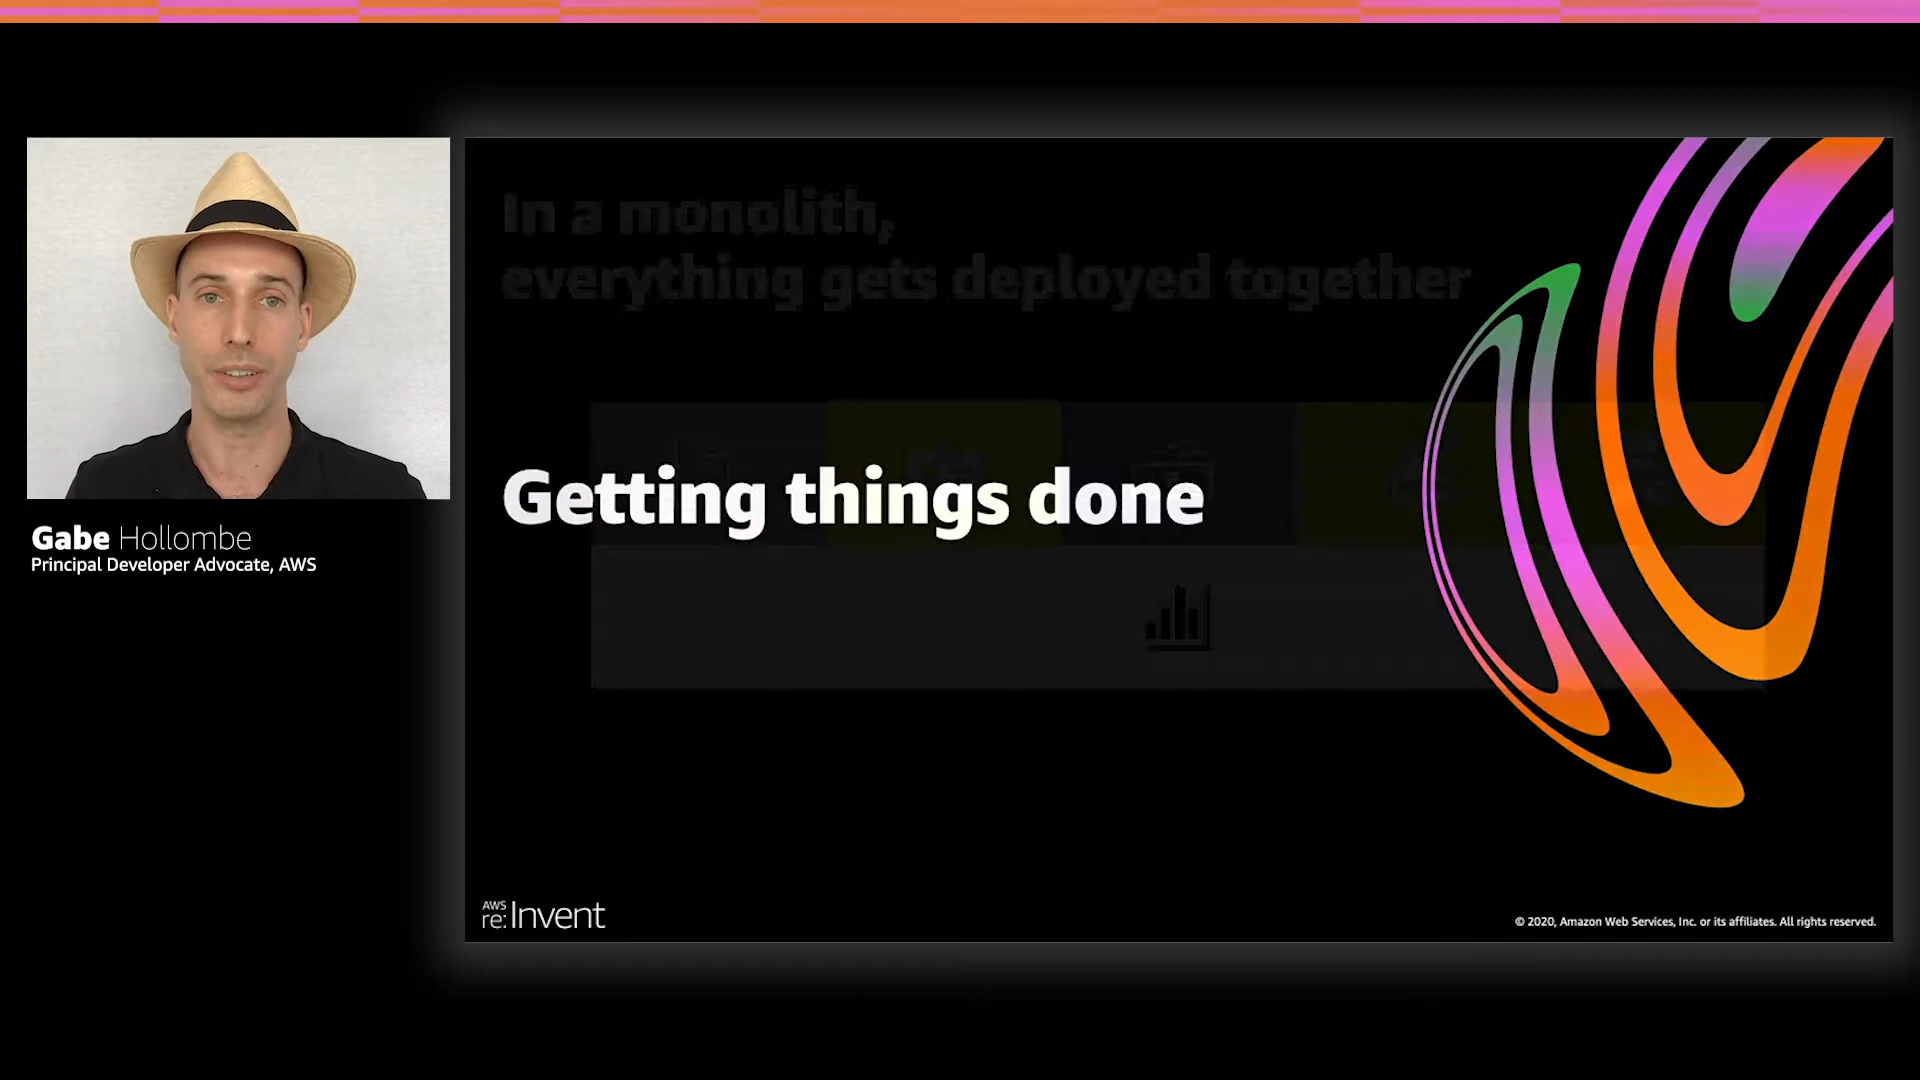 Gabe Hollombe
Principal Developer Advocate, AWS
In a monolith,
everything gets deployed together
Getting things done
AWS
re:Invent
© 2020, Amazon Web Services, Inc. or its affiliates. All rights reserved.